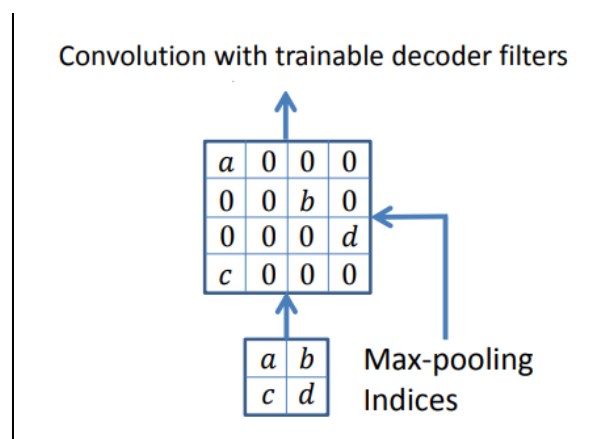 Convolution with trainable decoder filters
a 0 0 0
0 0 b 0
0 0 0 d
c 0 0 0
a b
c d
Max-pooling
Indices